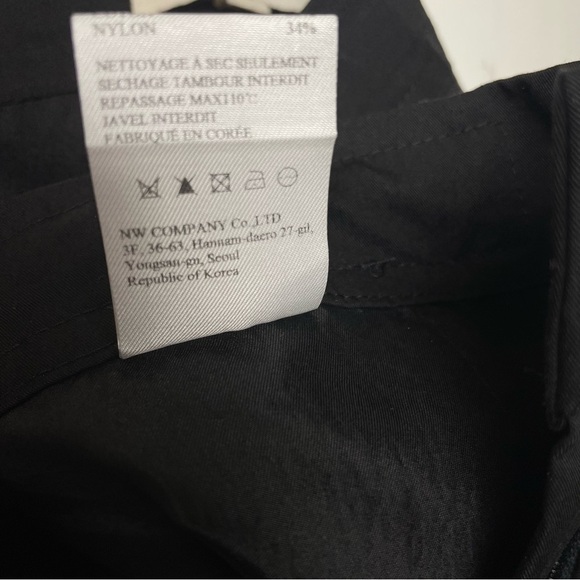 NYLON 34%
NETTOYAGE À SEC SEULEMENT
SECHAGE TAMBOUR INTERDIT
REPASSAGE MAX110℃
JAVEL INTERDIT
FABRIQUÉ EN CORÉE
NW COMPANY Co.,LTD
3F, 36-63, Hannam-daero 27-gil,
Yongsan-gu, Seoul
Republic of Korea